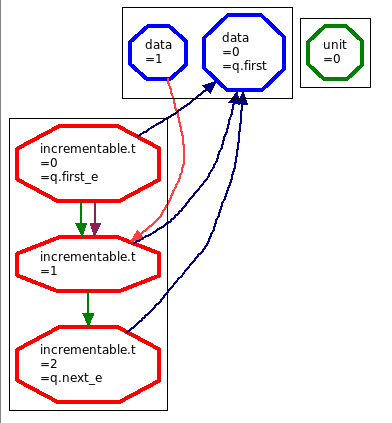 data
=1
data
=0
=q.first
unit
=0
incrementable.t
=0
=q.first_e
incrementable.t
=1
incrementable.t
=2
=q.next_e